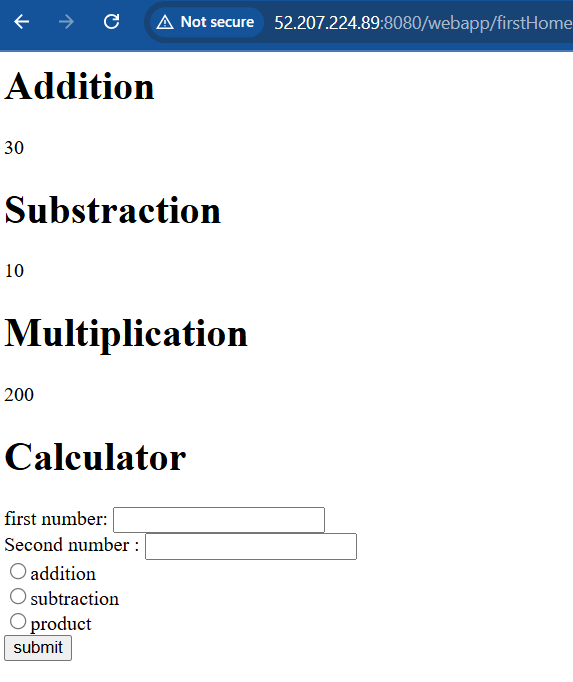 Not secure 52.207.224.89:8080/webapp/firstHome
Addition
30
Substraction
10
Multiplication
200
Calculator
first number:
Second number :
addition
subtraction
product
submit